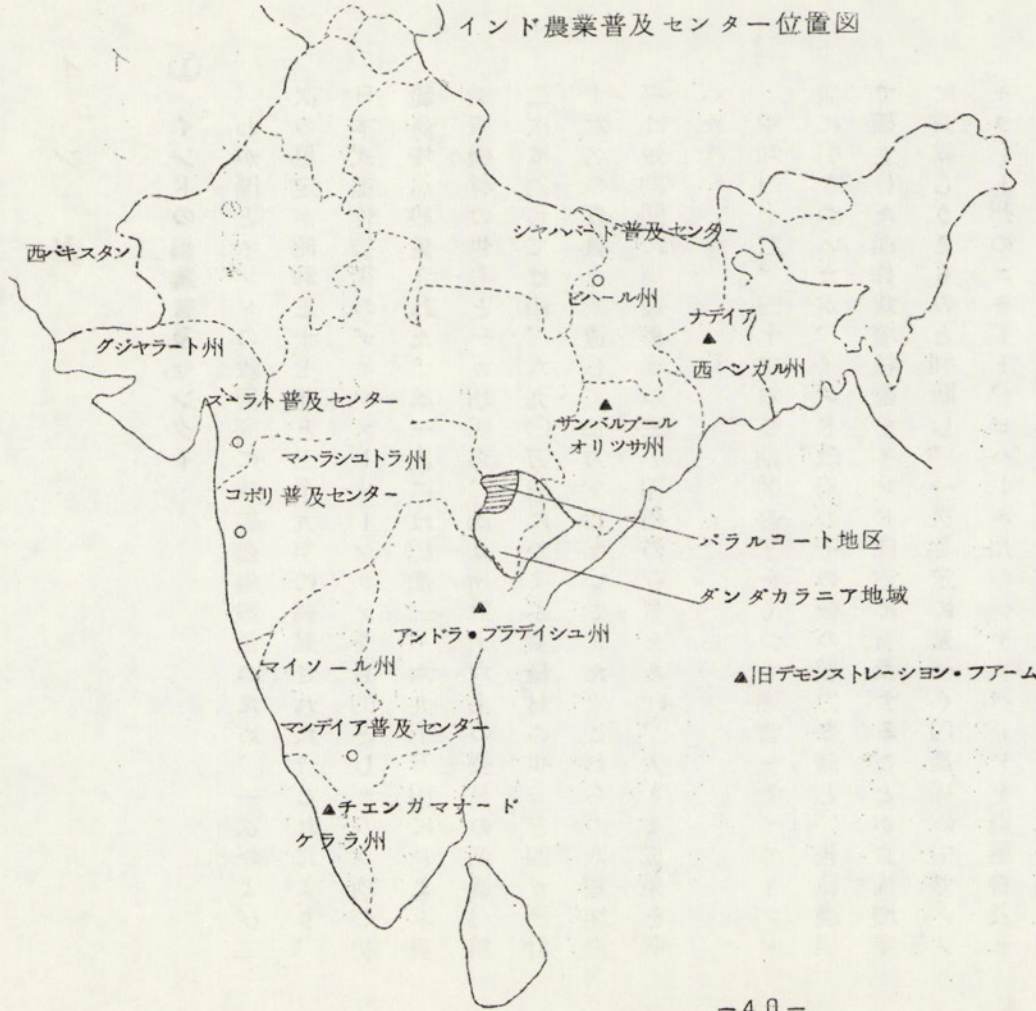 インド農業普及センター位置図
西パキスタン
シャハバード普及センター
ビハール州
ナデイア
グジャラート州
西ベンガル州
スーラト普及センター
サンバルプール
オリツサ州
マハラシュトラ州
コポリ普及センター
パラルコート地区
ダンダカラニア地域
アンドラ・プラデイシュ州
マイソール州
▲旧デモンストレーション・フアーム
マンデイア普及センター
▲チエンガマナード
ケララ州
-40-